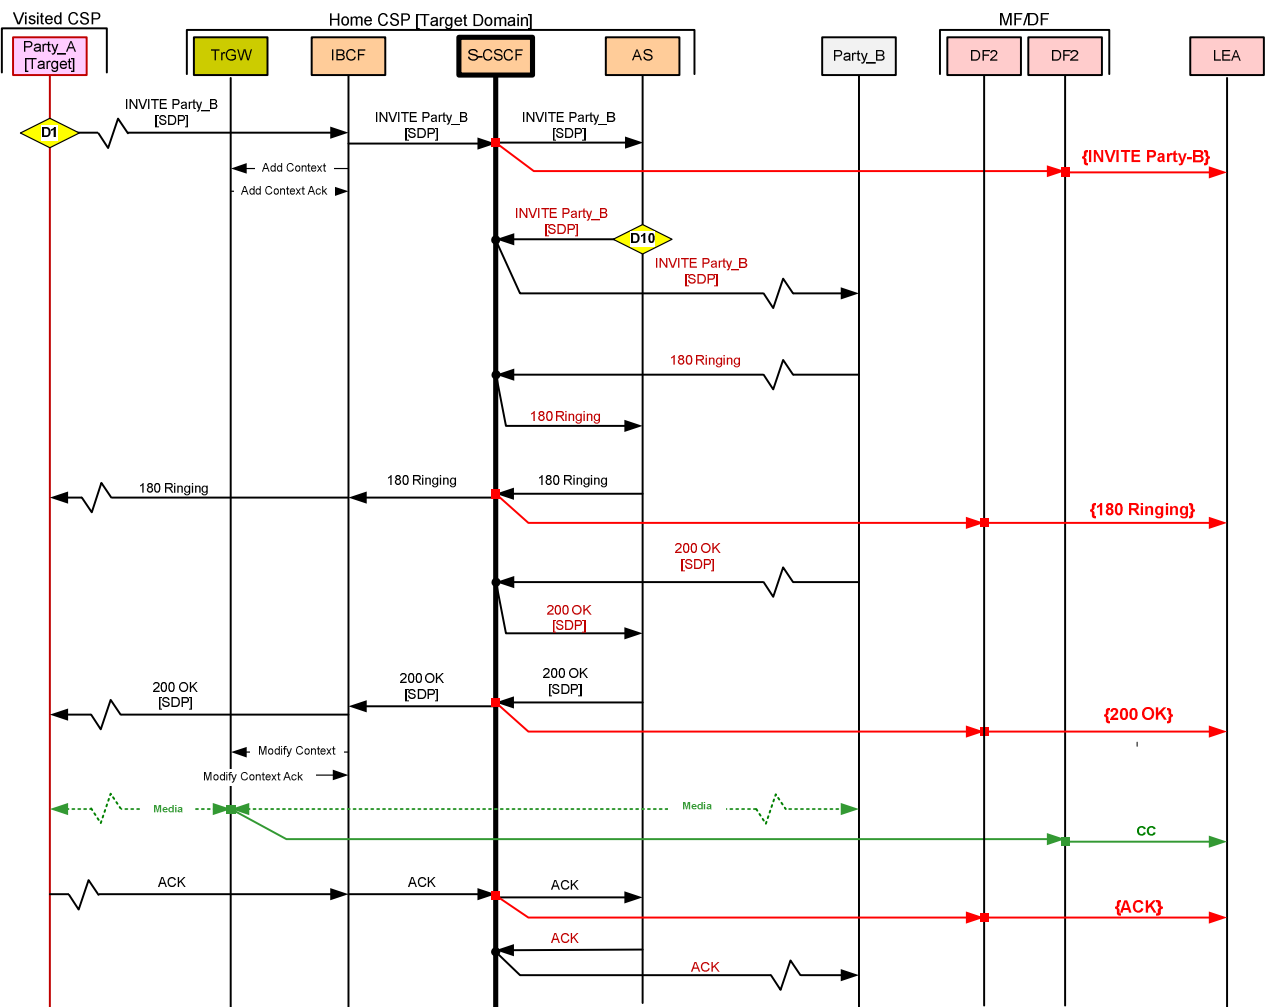 Visited CSP
Home CSP [Target Domain]
MF/DF
Party_A
[Target]
TrGW
IBCF
S-CSCF
AS
Party_B
DF2
DF2
LEA
D1
INVITE Party_B
[SDP]
INVITE Party_B
[SDP]
INVITE Party_B
[SDP]
{INVITE Party-B}
Add Context
Add Context Ack
INVITE Party_B
[SDP]
D10
INVITE Party_B
[SDP]
180 Ringing
180 Ringing
180 Ringing
180 Ringing
180 Ringing
{180 Ringing}
200 OK
[SDP]
200 OK
[SDP]
200 OK
[SDP]
200 OK
[SDP]
200 OK
[SDP]
{200 OK}
Modify Context
Modify Context Ack
Media
Media
CC
ACK
ACK
ACK
{ACK}
ACK
ACK